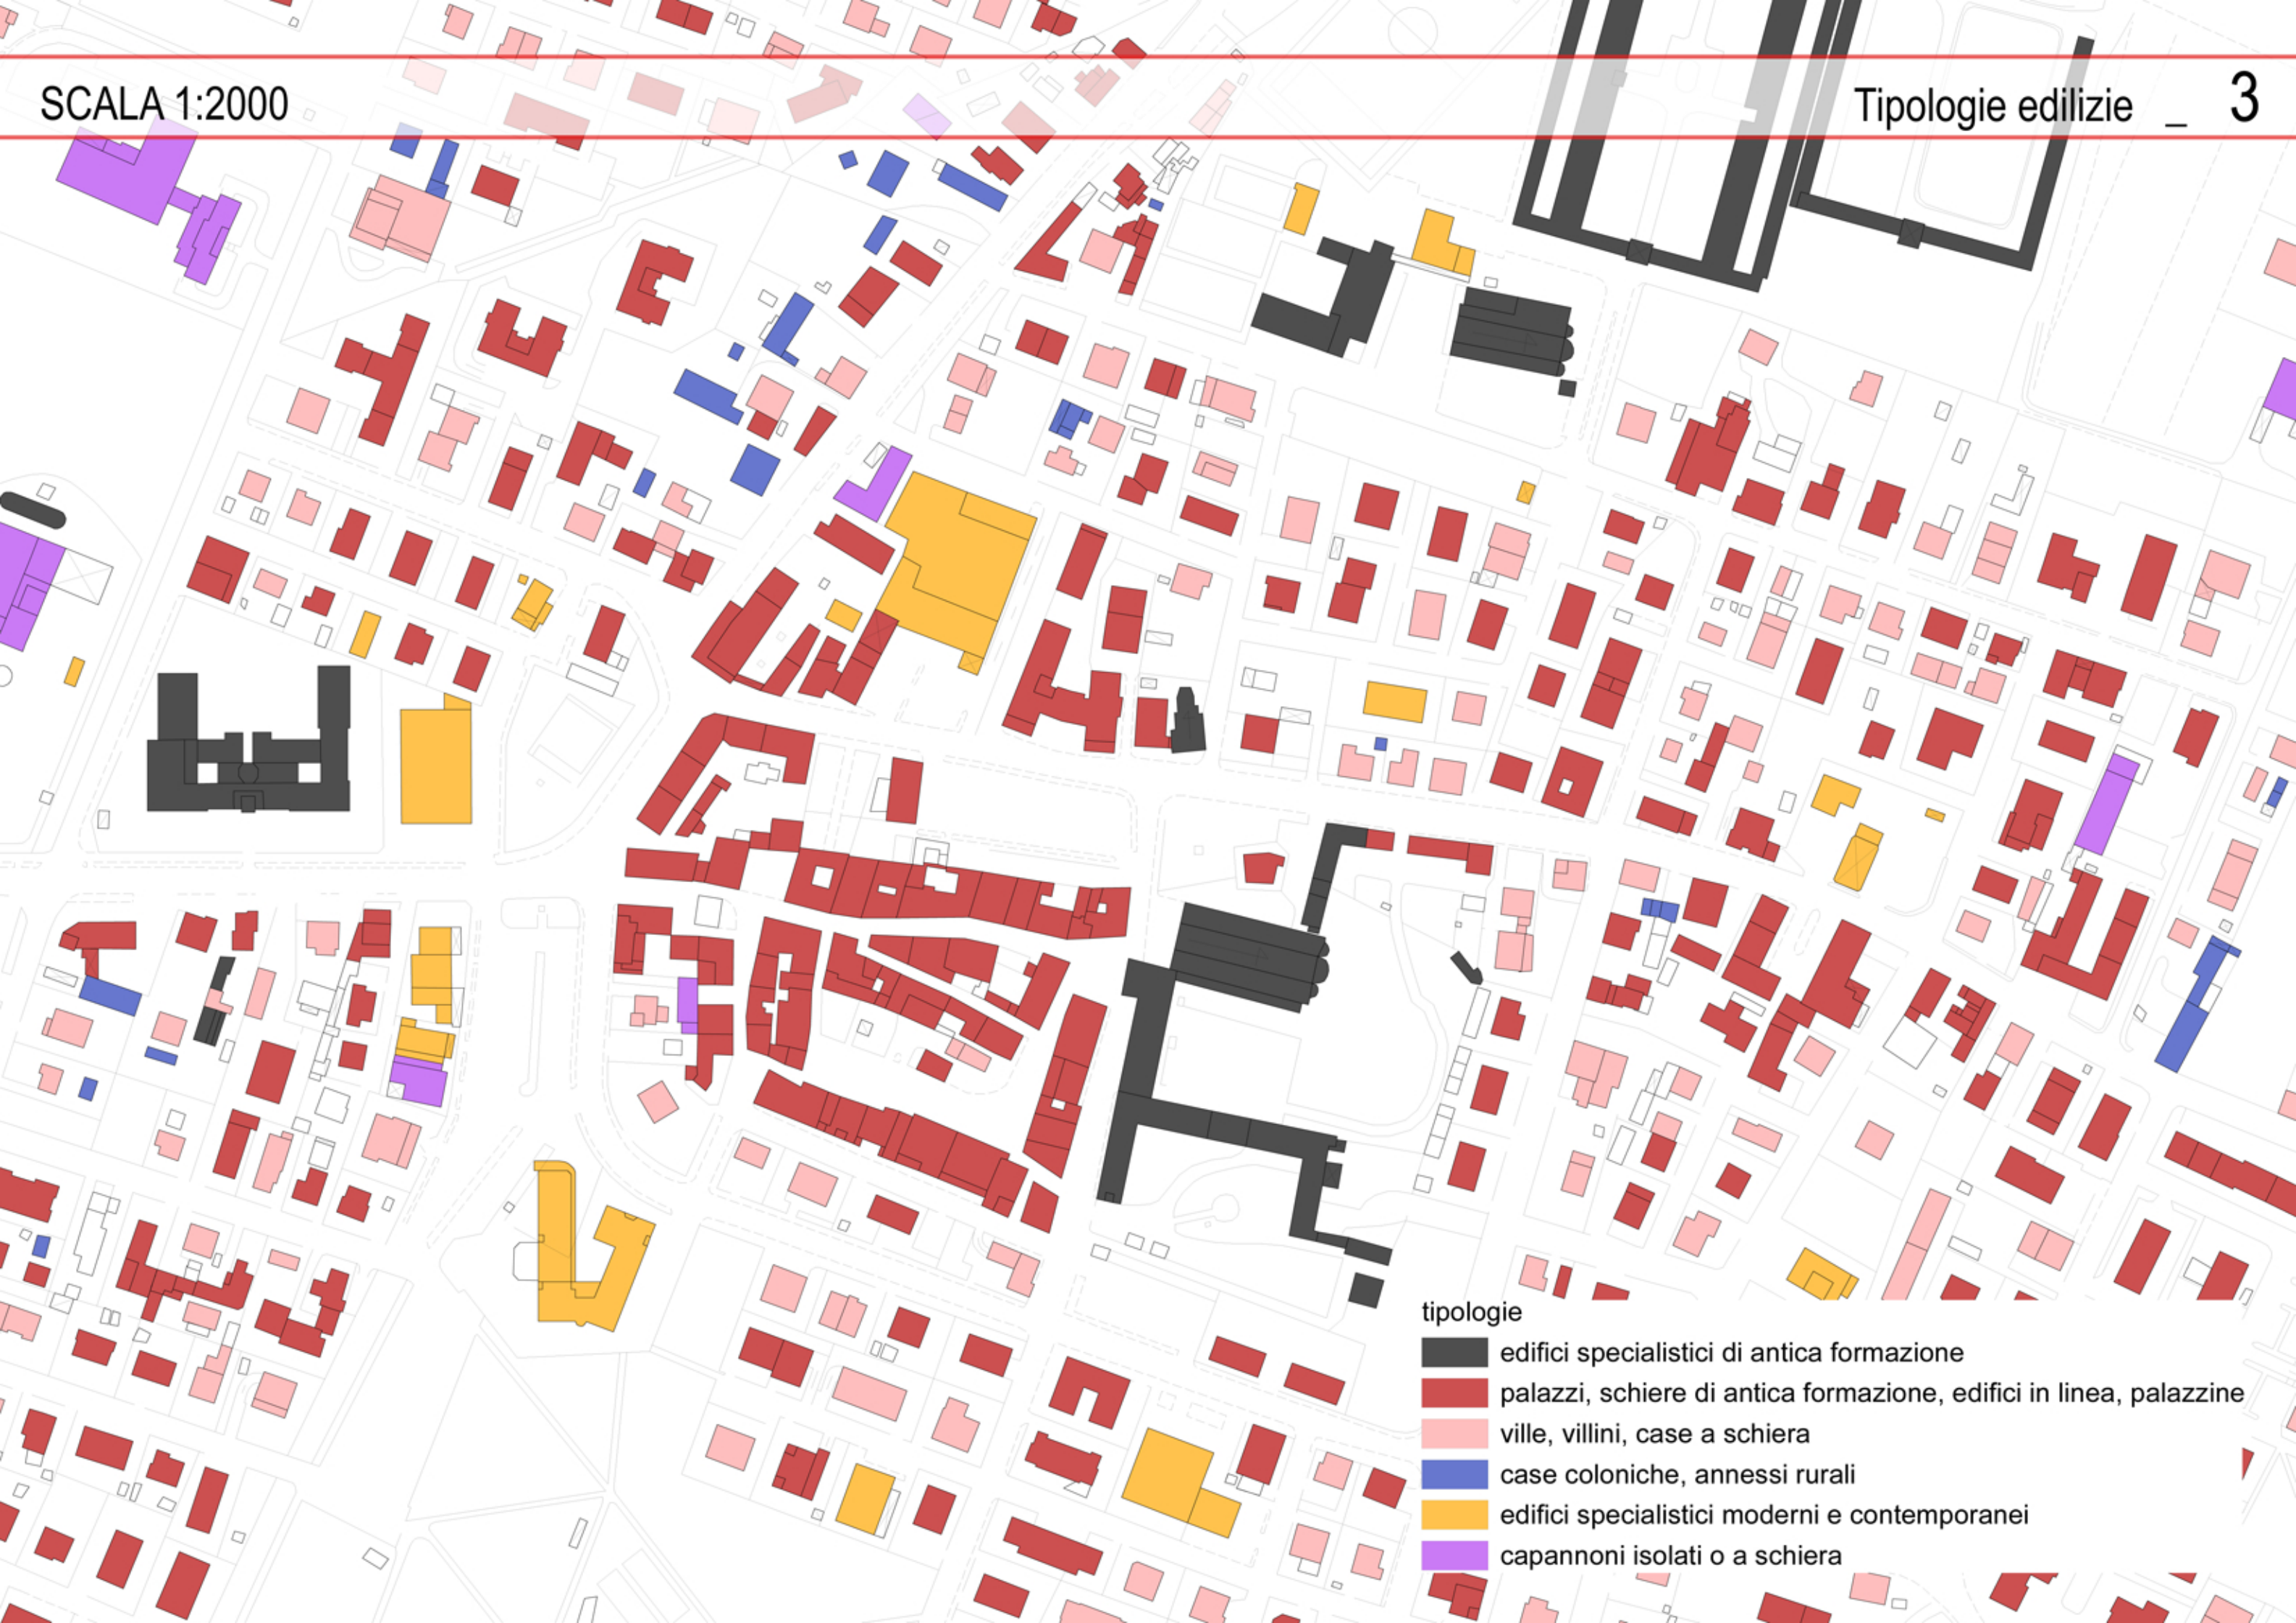 SCALA 1:2000
Tipologie edilizie _ 3
tipologie
edifici specialistici di antica formazione
palazzi, schiere di antica formazione, edifici in linea, palazzine
ville, villini, case a schiera
case coloniche, annessi rurali
edifici specialistici moderni e contemporanei
capannoni isolati o a schiera